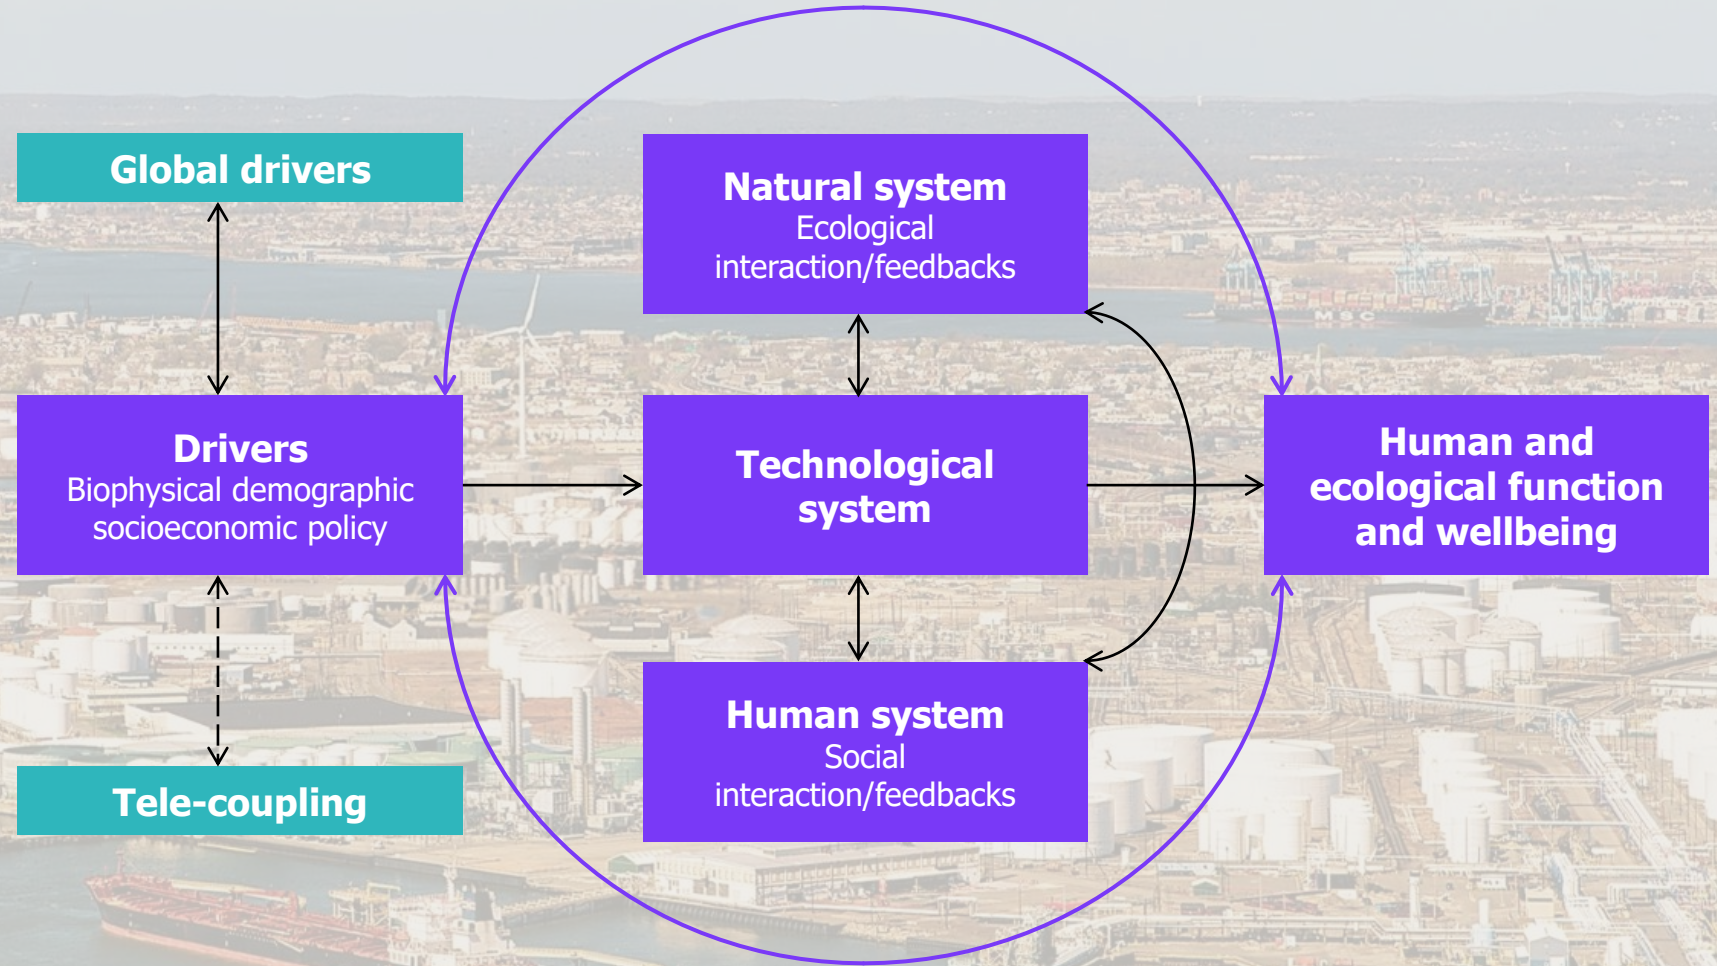 Global drivers
Natural system
Ecological
interaction/feedbacks
MSC
Drivers
Biophysical demographic
socioeconomic policy
Technological
system
Human and
ecological function
and wellbeing
Human system
Social
interaction/feedbacks
Tele-coupling